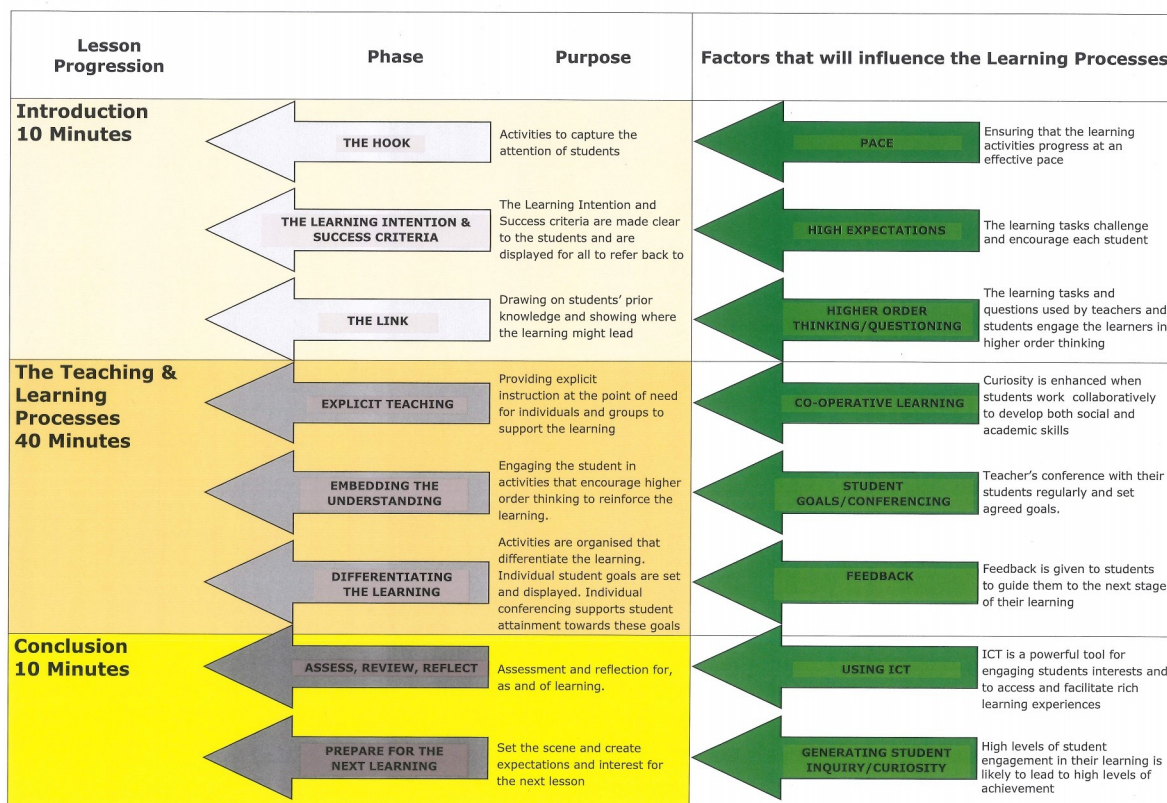 Lesson
Progression
Phase
Purpose
Factors that will influence the Learning Processes
Introduction
10 Minutes
THE HOOK
Activities to capture the
attention of students
PACE
Ensuring that the learning
activities progress at an
effective pace
THE LEARNING INTENTION &
SUCCESS CRITERIA
The Learning Intention and
Success criteria are made clear
to the students and are
displayed for all to refer back to
HIGH EXPECTATIONS
The learning tasks challenge
and encourage each student
THE LINK
Drawing on students' prior
knowledge and showing where
the learning might lead
HIGHER ORDER
THINKING/QUESTIONING
The learning tasks and
questions used by teachers and
students engage the learners in
higher order thinking
The Teaching &
Learning
Processes
40 Minutes
EXPLICIT TEACHING
Providing explicit
instruction at the point of need
for individuals and groups to
support the learning
CO-OPERATIVE LEARNING
Curiosity is enhanced when
students work collaboratively
to develop both social and
academic skills
EMBEDDING THE
UNDERSTANDING
Engaging the student in
activities that encourage higher
order thinking to reinforce the
learning.
STUDENT
GOALS/CONFERENCING
Teacher's conference with their
students regularly and set
agreed goals.
DIFFERENTIATING
THE LEARNING
Activities are organised that
differentiate the learning.
Individual student goals are set
and displayed. Individual
conferencing supports student
attainment towards these goals
FEEDBACK
Feedback is given to students
to guide them to the next stage
of their learning
Conclusion
10 Minutes
ASSESS, REVIEW, REFLECT
Assessment and reflection for,
as and of learning.
USING ICT
ICT is a powerful tool for
engaging students interests and
to access and facilitate rich
learning experiences
PREPARE FOR THE
NEXT LEARNING
Set the scene and create
expectations and interest for
the next lesson
GENERATING STUDENT
INQUIRY/CURIOSITY
High levels of student
engagement in their learning is
likely to lead to high levels of
achievement